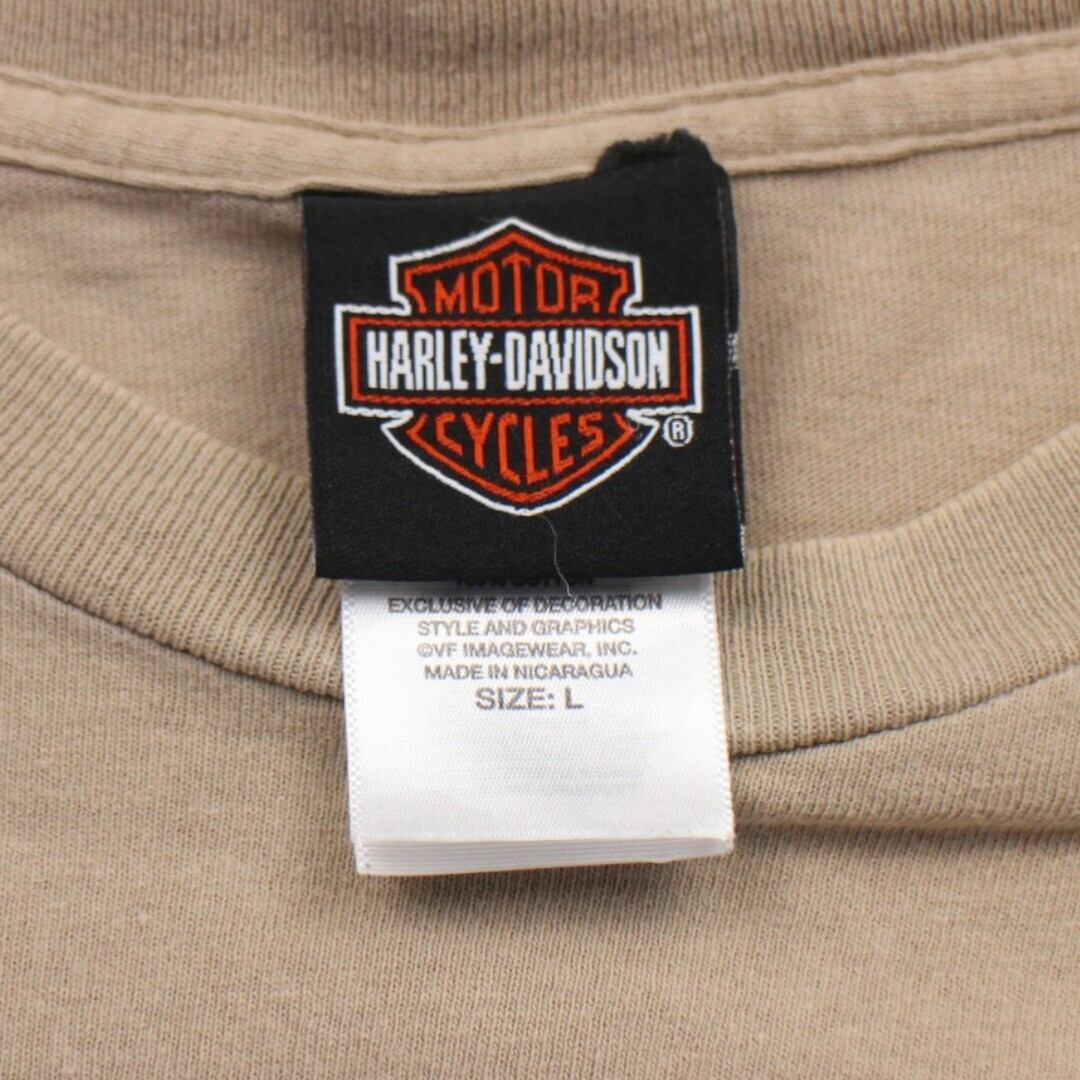 MOTOR
HARLEY-DAVIDSON
CYCLES
®
EXCLUSIVE OF DECORATION
STYLE AND GRAPHICS
©VF IMAGEWEAR, INC.
MADE IN NICARAGUA
SIZE: L